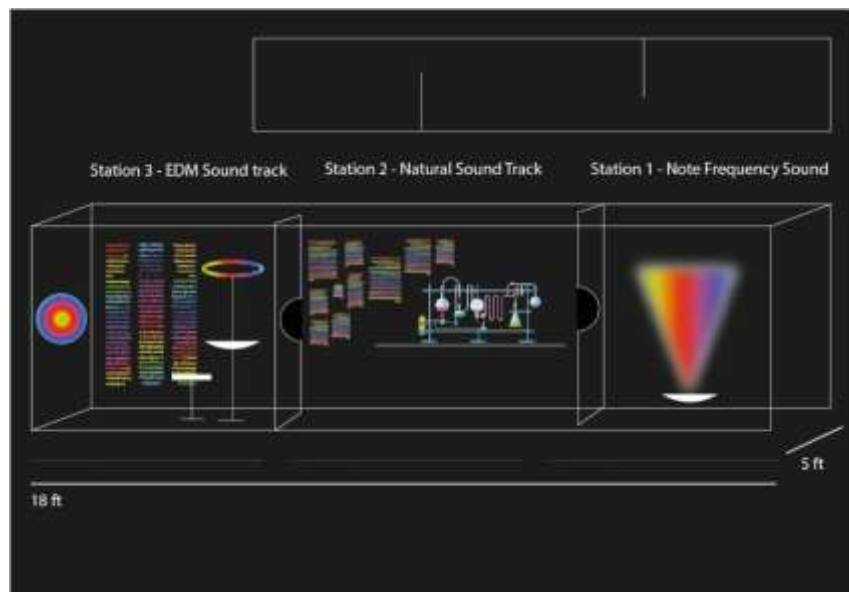 Station 3 - EDM Sound track
Station 2 - Natural Sound Track
Station 1 - Note Frequency Sound
5 ft
18 ft